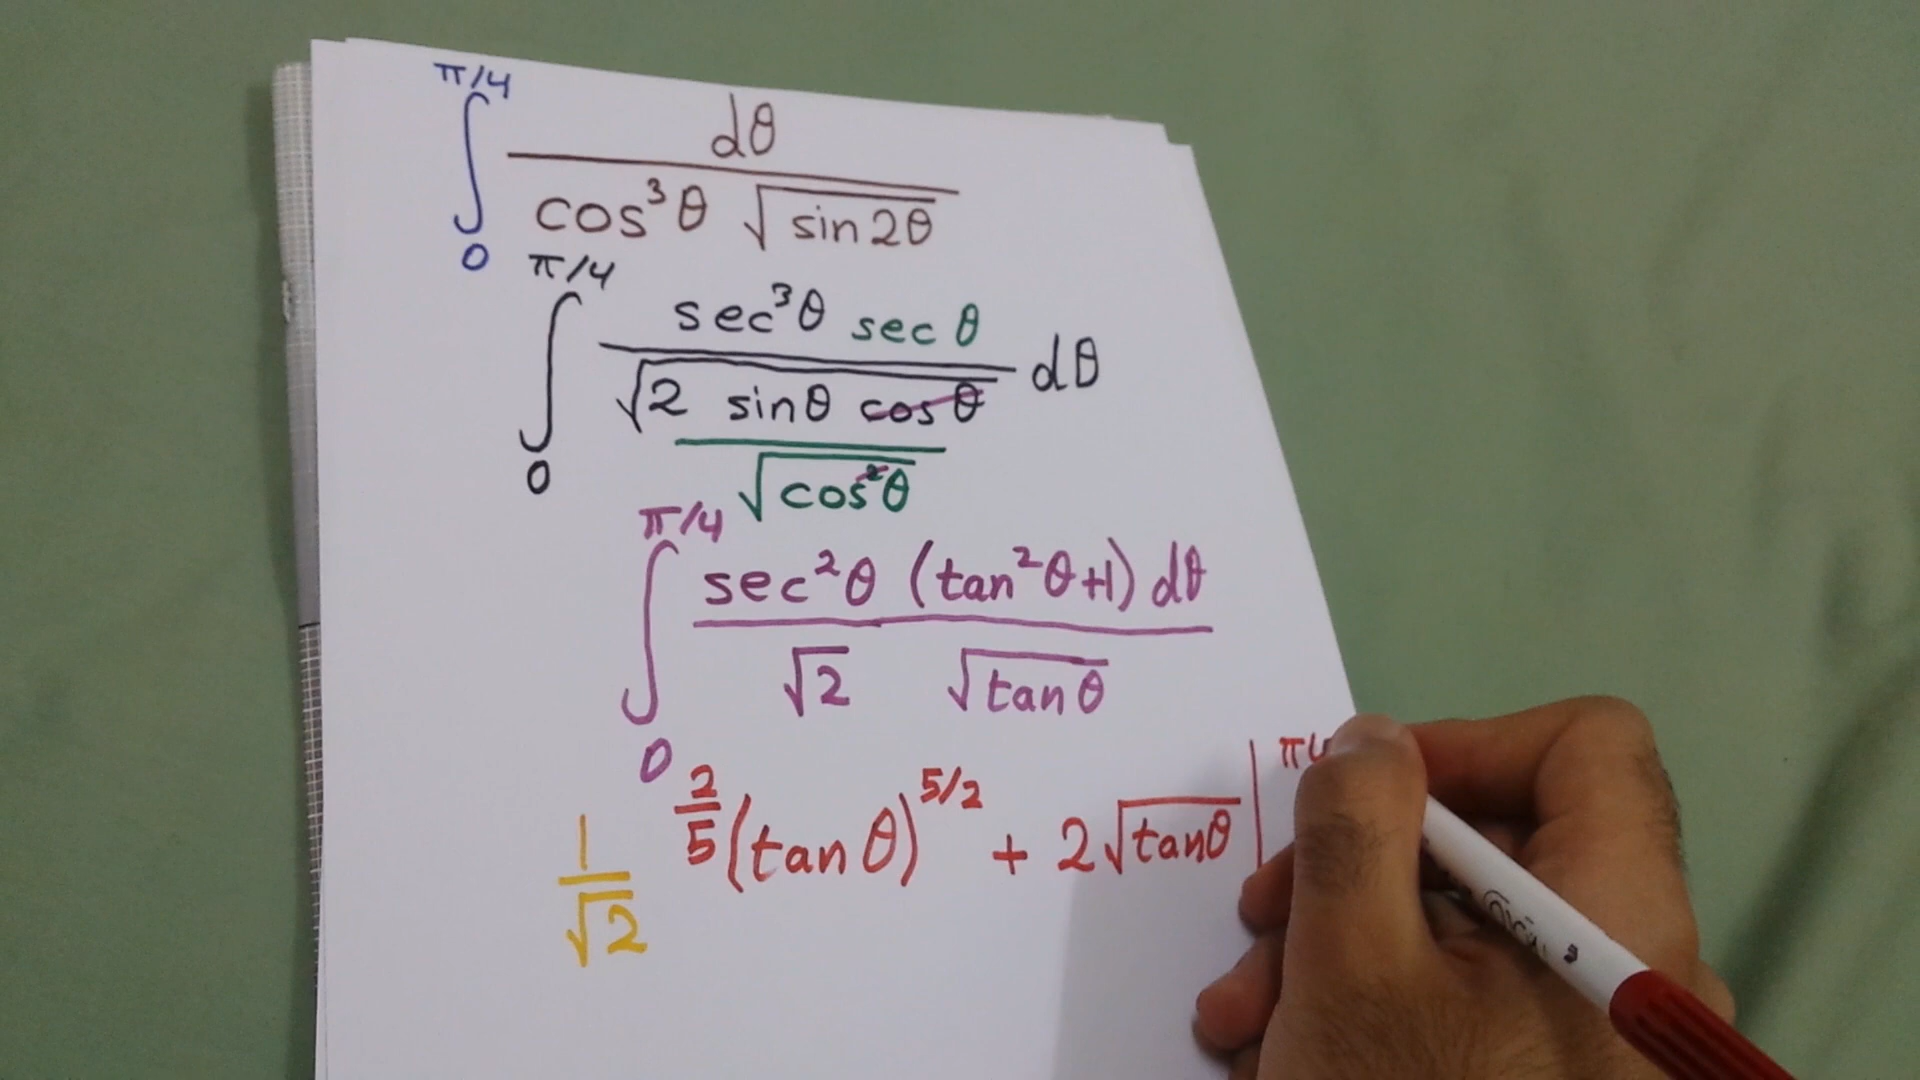 π/4
∫ dθ
0 cos³θ √sin2θ
π/4
∫ sec³θ secθ dθ
0 √2 sinθ cosθ
√cos²θ
π/4
∫ sec²θ (tan²θ+1) dθ
0 √2 √tanθ
1/√2 2/5 (tan θ)^5/2 + 2√tanθ | π/